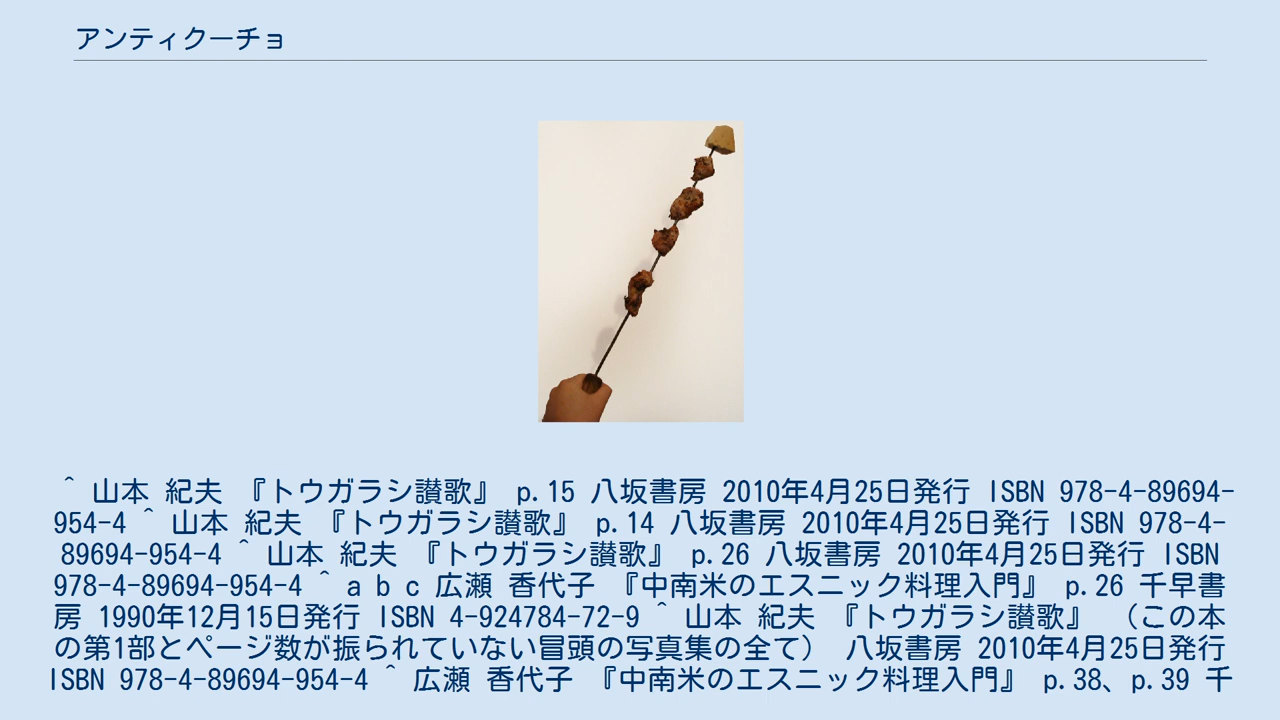 アンティクーチョ
^ 山本 紀夫 『トウガラシ讃歌』 p.15 八坂書房 2010年4月25日発行 ISBN 978-4-89694-
954-4 ^ 山本 紀夫 『トウガラシ讃歌』 p.14 八坂書房 2010年4月25日発行 ISBN 978-4-
89694-954-4 ^ 山本 紀夫 『トウガラシ讃歌』 p.26 八坂書房 2010年4月25日発行 ISBN
978-4-89694-954-4 ^ a b c 広瀬 香代子 『中南米のエスニック料理入門』 p.26 千早書
房 1990年12月15日発行 ISBN 4-924784-72-9 ^ 山本 紀夫 『トウガラシ讃歌』 （この本
の第1部とページ数が振られていない冒頭の写真集の全て） 八坂書房 2010年4月25日発行
ISBN 978-4-89694-954-4 ^ 広瀬 香代子 『中南米のエスニック料理入門』 p.38、p.39 千